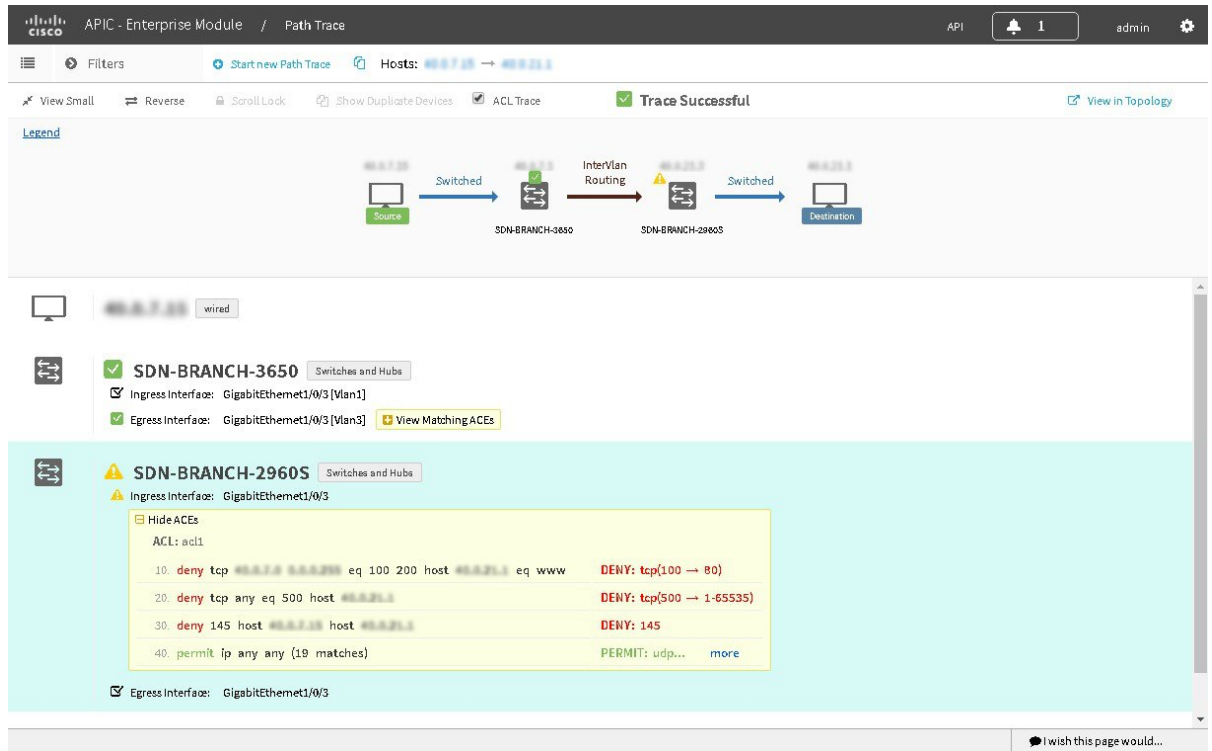 cisco APIC - Enterprise Module / Path Trace API 1 admin
Filters Start new Path Trace Hosts:
View Small Reverse Scroll Lock Show Duplicate Devices ACL Trace Trace Successful View in Topology
Legend
Switched InterVlan Routing Switched
Source Destination
SDN-BRANCH-3650 SDN-BRANCH-2960S
wired
SDN-BRANCH-3650 Switches and Hubs
Ingress Interface: GigabitEthernet1/0/3 [Vlan1]
Egress Interface: GigabitEthernet1/0/3 [Vlan3] View Matching ACEs
SDN-BRANCH-2960S Switches and Hubs
Ingress Interface: GigabitEthernet1/0/3
Hide ACEs
ACL: acl1
10. deny tcp eq 100 200 host eq www DENY: tcp(100 → 80)
20. deny tcp any eq 500 host DENY: tcp(500 → 1-65535)
30. deny 145 host host DENY: 145
40. permit ip any any (19 matches) PERMIT: udp... more
Egress Interface: GigabitEthernet1/0/3
I wish this page would...